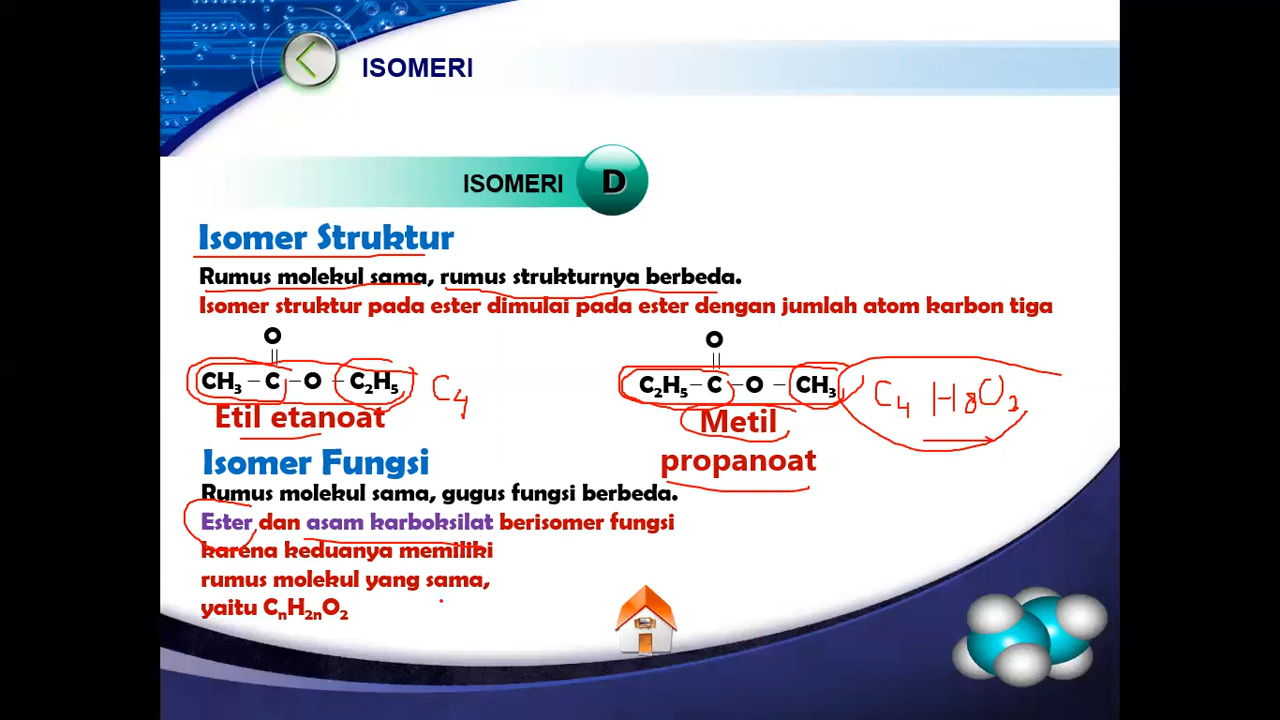 ISOMERI
ISOMERI D
Isomer Struktur
Rumus molekul sama, rumus strukturnya berbeda.
Isomer struktur pada ester dimulai pada ester dengan jumlah atom karbon tiga
O
CH₃ – C – O – C₂H₅
C₄
Etil etanoat
O
C₂H₅ – C – O – CH₃
C₄ H₈O₂
Metil
propanoat
Isomer Fungsi
Rumus molekul sama, gugus fungsi berbeda.
Ester dan asam karboksilat berisomer fungsi
karena keduanya memiliki
rumus molekul yang sama,
yaitu CₙH₂ₙO₂